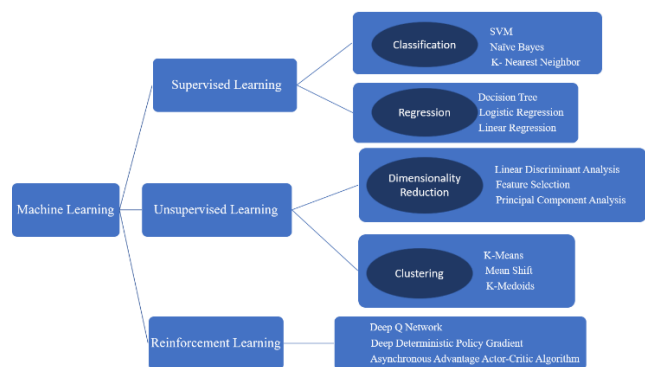 Machine Learning
Supervised Learning
Classification
SVM
Naïve Bayes
K- Nearest Neighbor
Regression
Decision Tree
Logistic Regression
Linear Regression
Unsupervised Learning
Dimensionality
Reduction
Linear Discriminant Analysis
Feature Selection
Principal Component Analysis
Clustering
K-Means
Mean Shift
K-Medoids
Reinforcement Learning
Deep Q Network
Deep Deterministic Policy Gradient
Asynchronous Advantage Actor-Critic Algorithm